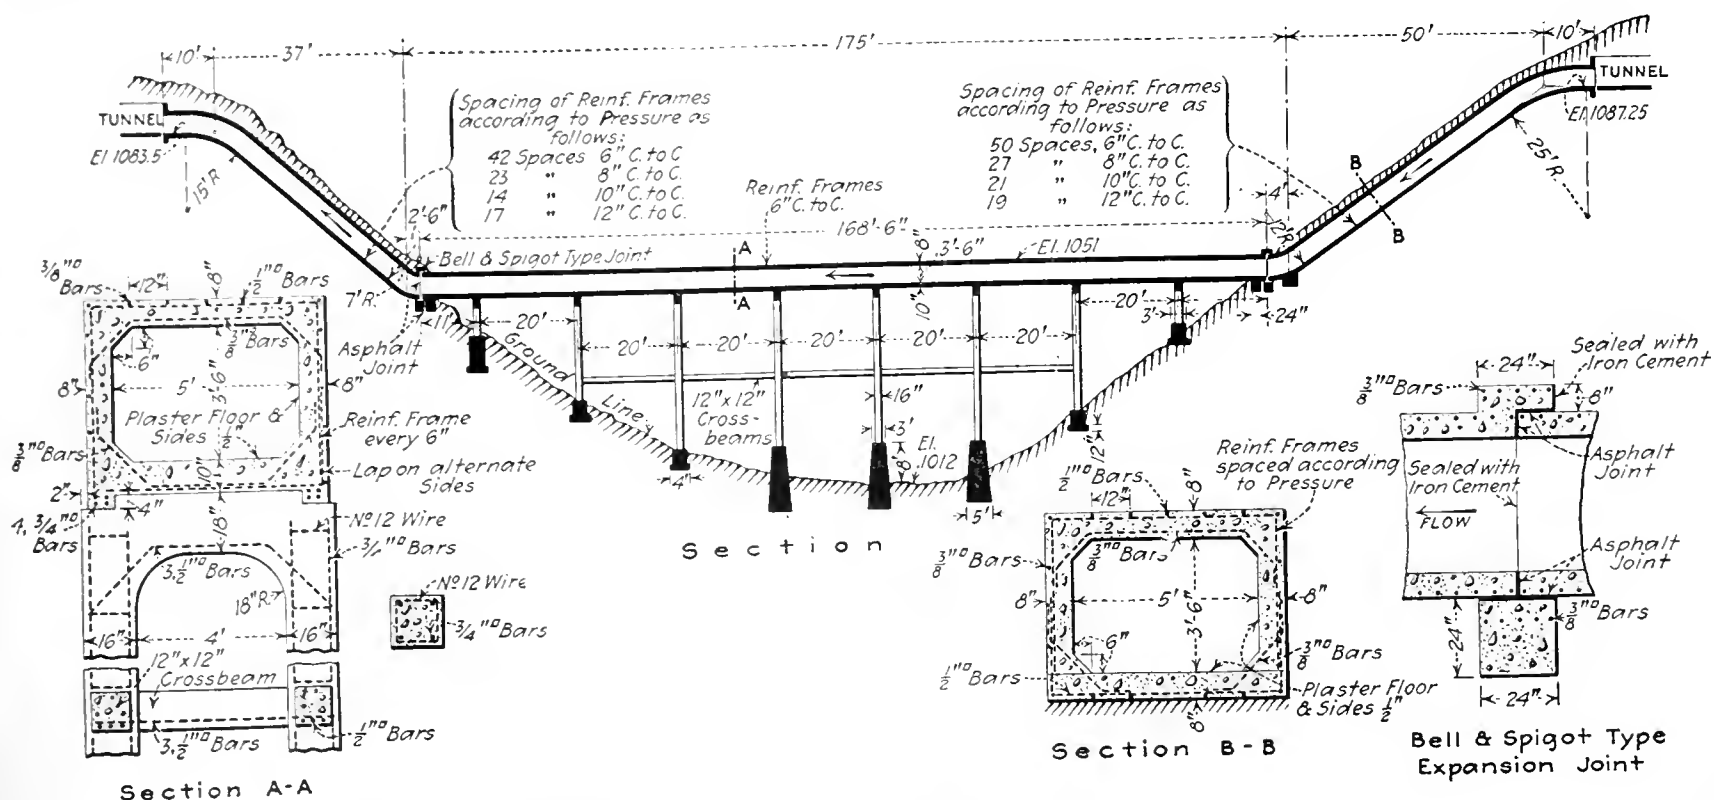 10'
37'
175'
50'
10'
TUNNEL
TUNNEL
El. 1083.5
El. 1087.25
15' R
25' R.
Spacing of Reinf. Frames
according to Pressure as
follows:
42 Spaces 6" C. to C
23 " 8" C. to C.
14 " 10" C. to C.
17 " 12" C. to C.
Spacing of Reinf. Frames
according to Pressure as
follows:
50 Spaces, 6" C. to C.
27 " 8" C. to C.
21 " 10" C. to C.
19 " 12" C. to C.
Reinf. Frames
6" C. to C.
2'-6"
168'-6"
4'
B
B
A
A
8"
3'-6"
10"
El. 1051
Bell & Spigot Type Joint
7' R.
Asphalt
Joint
11'
20'
20'
20'
20'
20'
20'
20'
3'
24"
Ground
Line
12" x 12"
Cross-
beams
16"
3'
8'
El.
1012
12"
4"
5'
Section
3/8"□
Bars
12"
8"
1/2"□ Bars
3/8"□ Bars
6"
8"
5'
3'-6"
8"
Plaster Floor &
Sides 1/2"
Reinf. Frame
every 6"
3/8"□
Bars
10"
Lap on alternate
Sides
2"
4"
4, 3/4"□
Bars
18"
No 12 Wire
3/4"□ Bars
3, 1/2"□ Bars
18" R.
16"
4'
16"
12" x 12"
Crossbeam
3, 1/2"□ Bars
1/2"□ Bars
Section A-A
No 12 Wire
3/4"□ Bars
1/2"□ Bars
12"
8"
Reinf. Frames
spaced according
to Pressure
3/8"□
Bars
3/8"□ Bars
8"
5'
3'-6"
8"
6"
3/8"□ Bars
1/2"□ Bars
Plaster Floor
& Sides 1/2"
8"
Section B-B
24"
Sealed with
Iron Cement
3/8"□ Bars
8"
Asphalt
Joint
Sealed with
Iron Cement
FLOW
Asphalt
Joint
3/8"□ Bars
24"
24"
Bell & Spigot Type
Expansion Joint